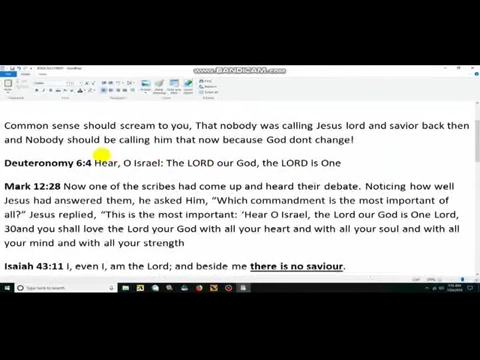 www.BANDICAM.com
Common sense should scream to you, That nobody was calling Jesus lord and savior back then
and Nobody should be calling him that now because God dont change!
Deuteronomy 6:4 Hear, O Israel: The LORD our God, the LORD is One
Mark 12:28 Now one of the scribes had come up and heard their debate. Noticing how well
Jesus had answered them, he asked Him, “Which commandment is the most important of
all?” Jesus replied, “This is the most important: ‘Hear O Israel, the Lord our God is One Lord,
30and you shall love the Lord your God with all your heart and with all your soul and with all
your mind and with all your strength
Isaiah 43:11 I, even I, am the Lord; and beside me there is no saviour.
Type here to search